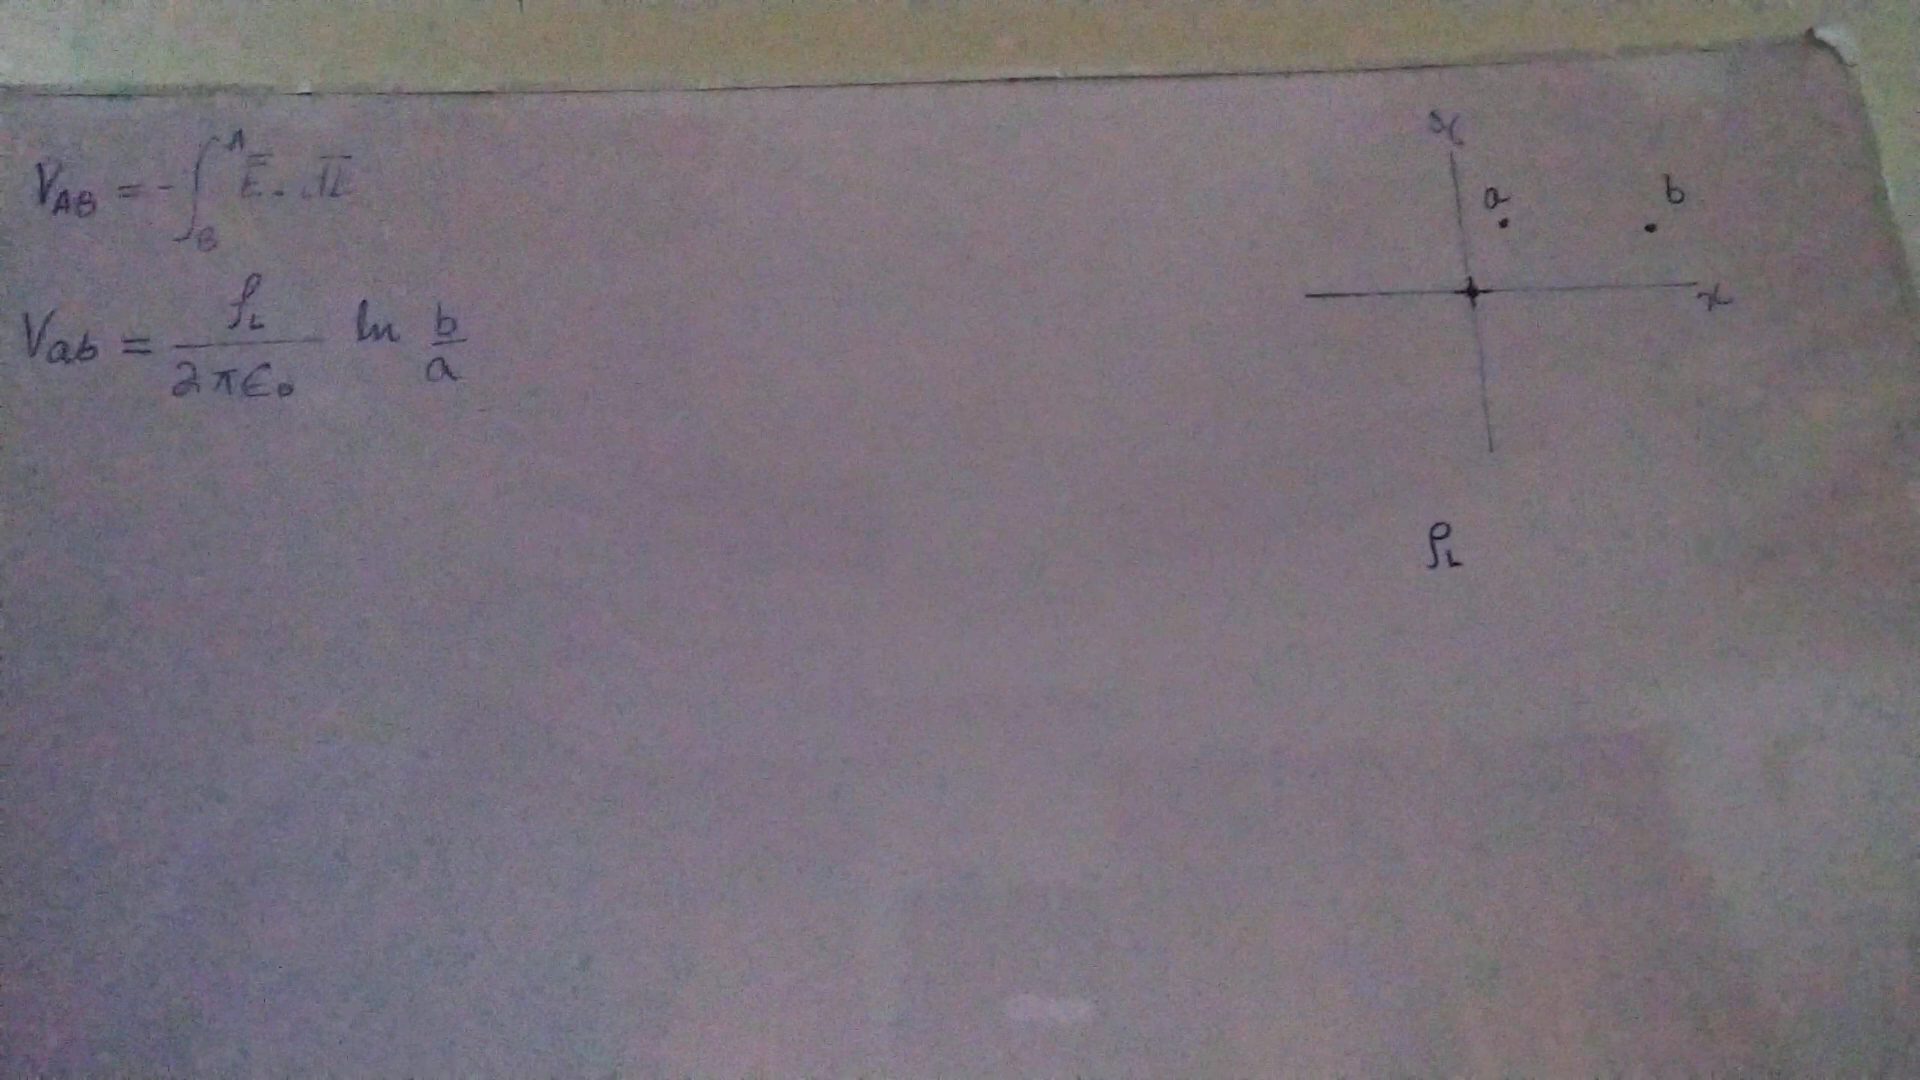 V_AB = - ∫_B^A E̅ . dL̅
V_ab = ρ_L / 2πϵ₀ ln b/a
a
b
x
ρ_L